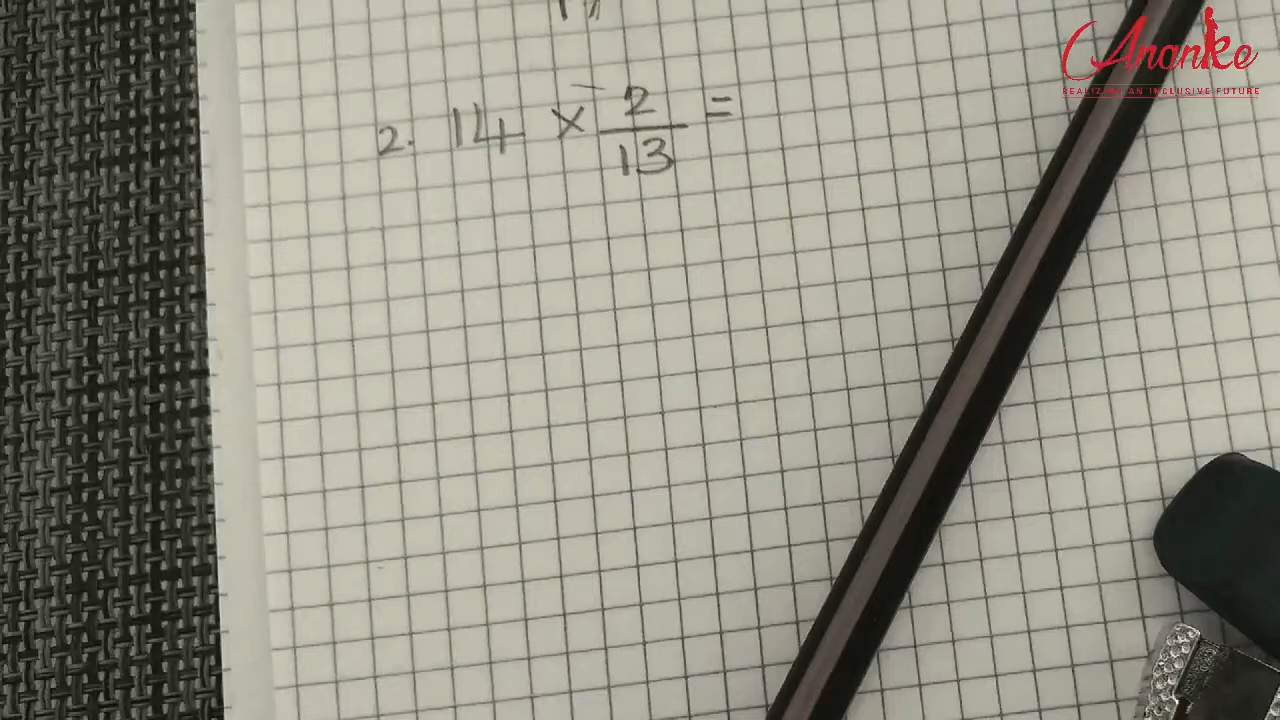 Ananke
REALIZING AN INCLUSIVE FUTURE
2. 14 × 2/13 =